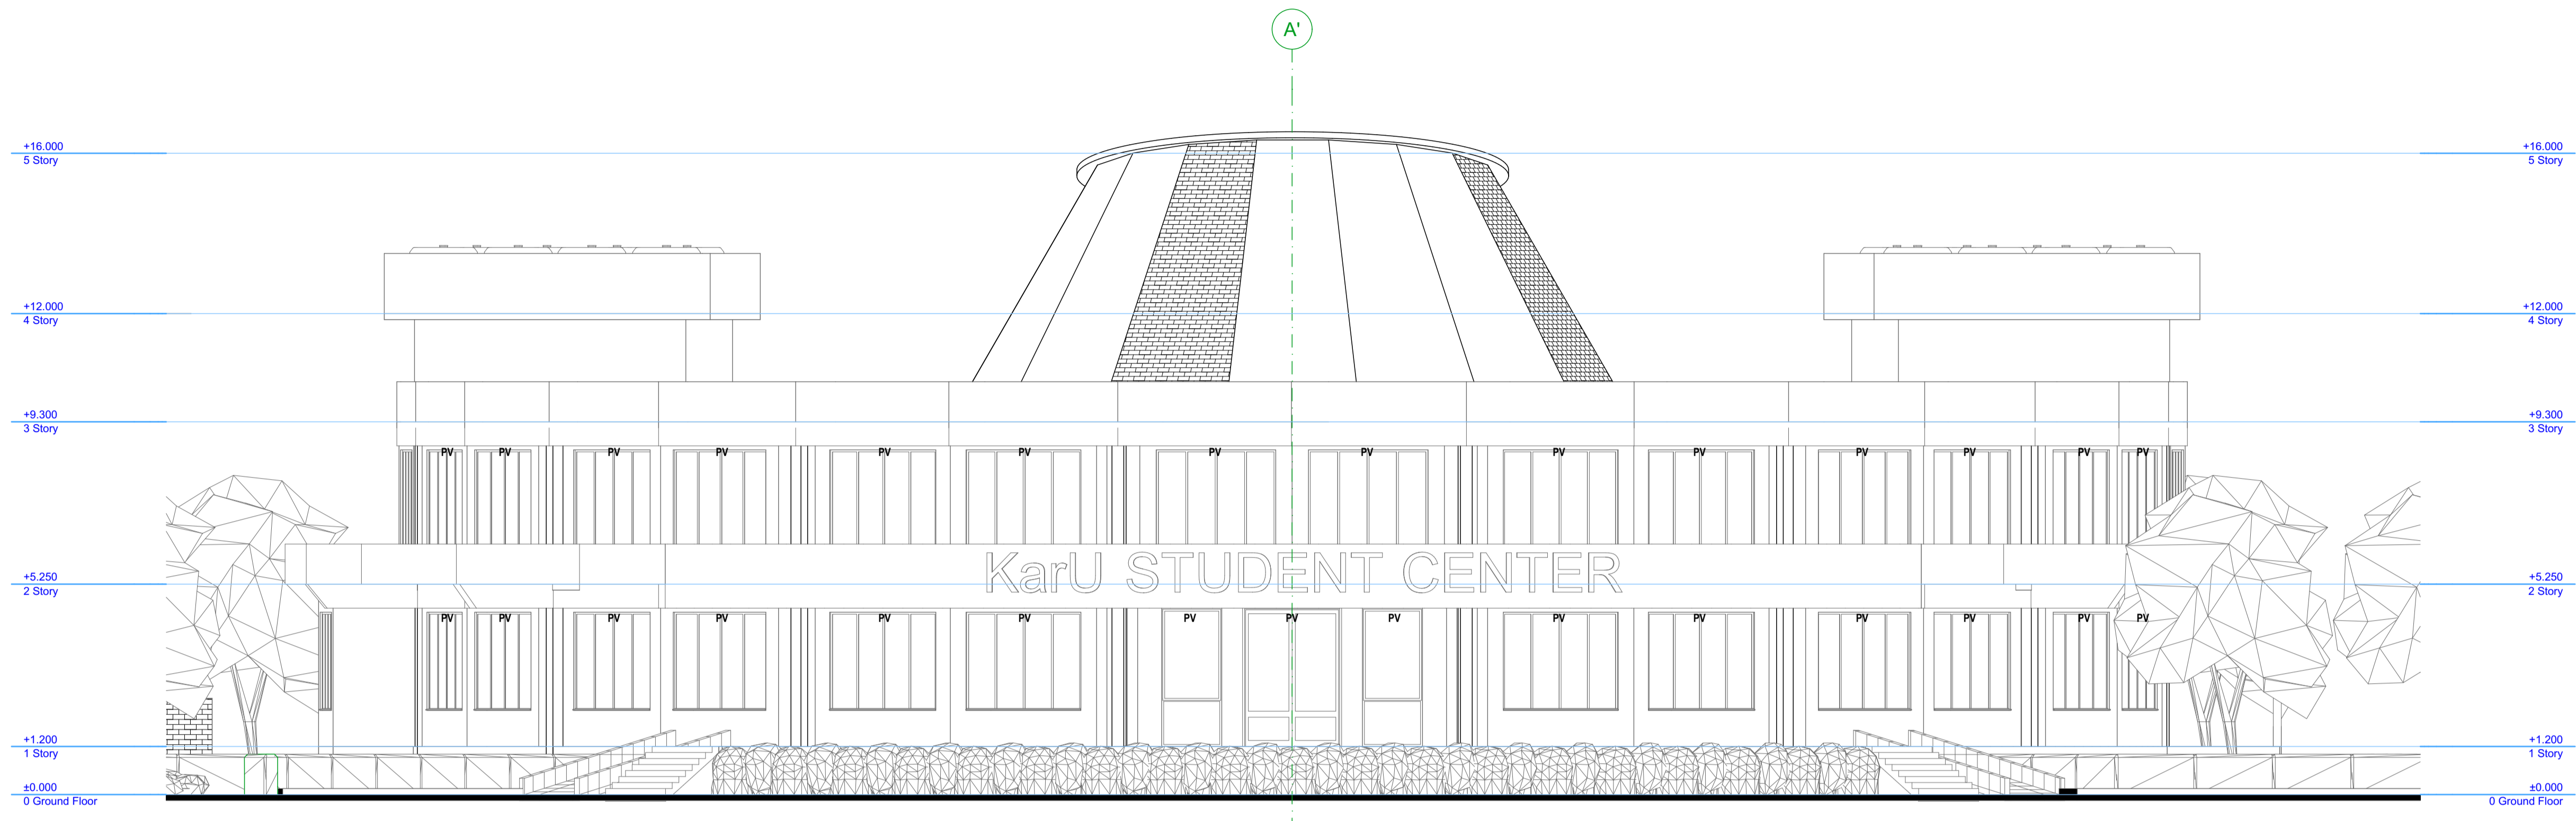 A'
+16.000 +16.000
5 Story 5 Story
+12.000 +12.000
4 Story 4 Story
+9.300 +9.300
3 Story 3 Story
PV PV PV PV PV PV PV PV PV PV PV PV PV PV
KarU STUDENT CENTER
+5.250 +5.250
2 Story 2 Story
PV PV PV PV PV PV PV PV PV PV PV PV PV PV PV
+1.200 +1.200
1 Story 1 Story
±0.000 ±0.000
0 Ground Floor 0 Ground Floor